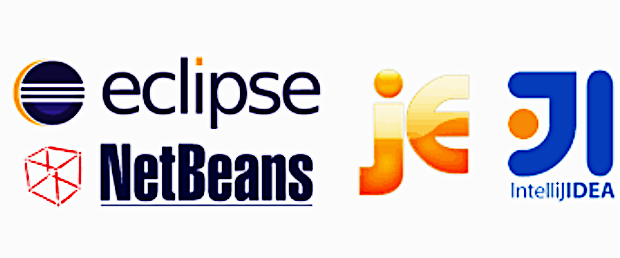 eclipse
NetBeans
jE
JI
IntelliJIDEA